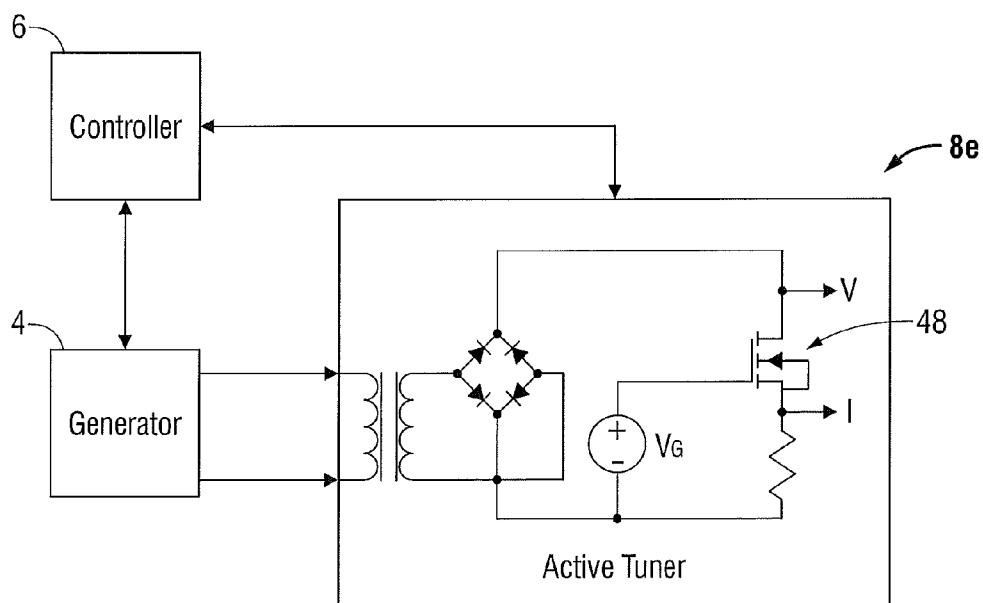 6
Controller
8e
4
Generator
V
48
I
+
-
VG
Active Tuner